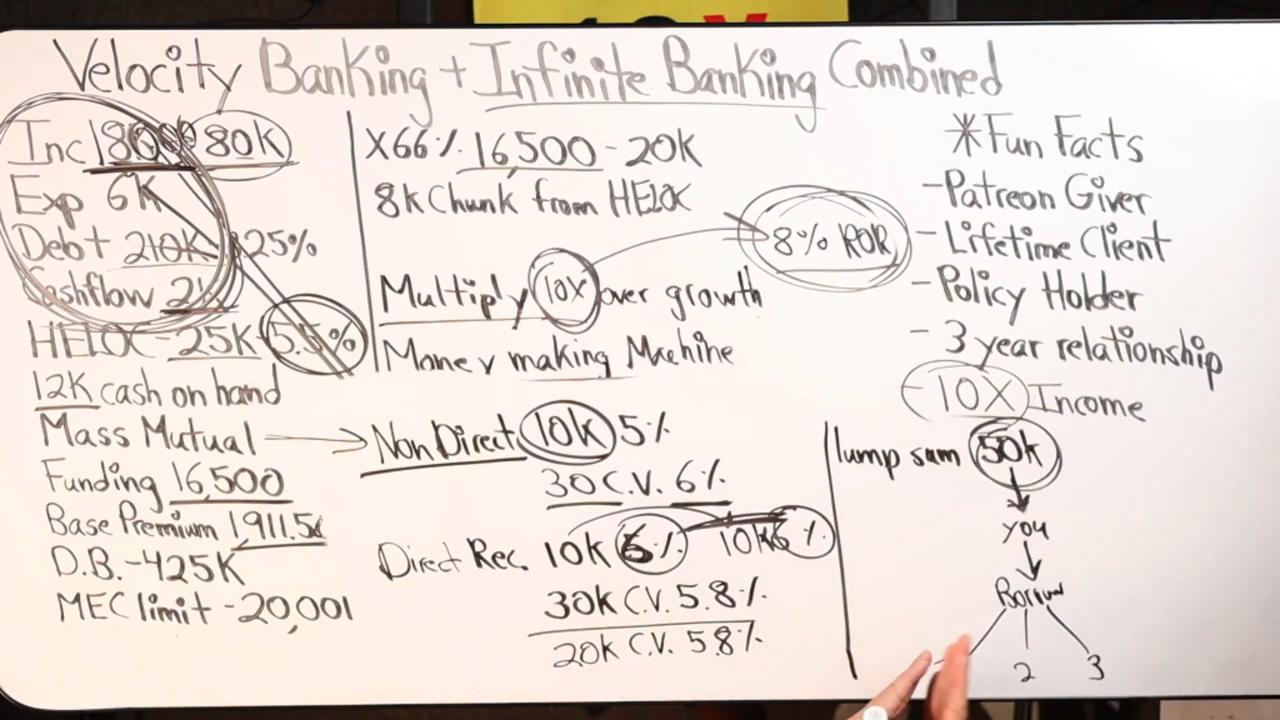 Velocity Banking + Infinite Banking Combined
Inc 18000 80K
Exp 6K
Debt 210K 25%
Cashflow 2K
HELOC-25K 5.5%
12K cash on hand
Mass Mutual
Funding 16,500
Base Premium 1,911.56
D.B.-425K
MEC limit -20,001
X66% 16,500-20K
8k Chunk from HELOC
8% ROR
Multiply 10X over growth
Money making Machine
Non Direct 10k 5%
30 C.V. 6%
Direct Rec. 10K 6% 10K 6%
30K C.V. 5.8%
20K C.V. 5.8%
*Fun Facts
-Patreon Giver
-Lifetime Client
-Policy Holder
-3 year relationship
-10X Income
lump sum 50k
you
Borrow
2 3